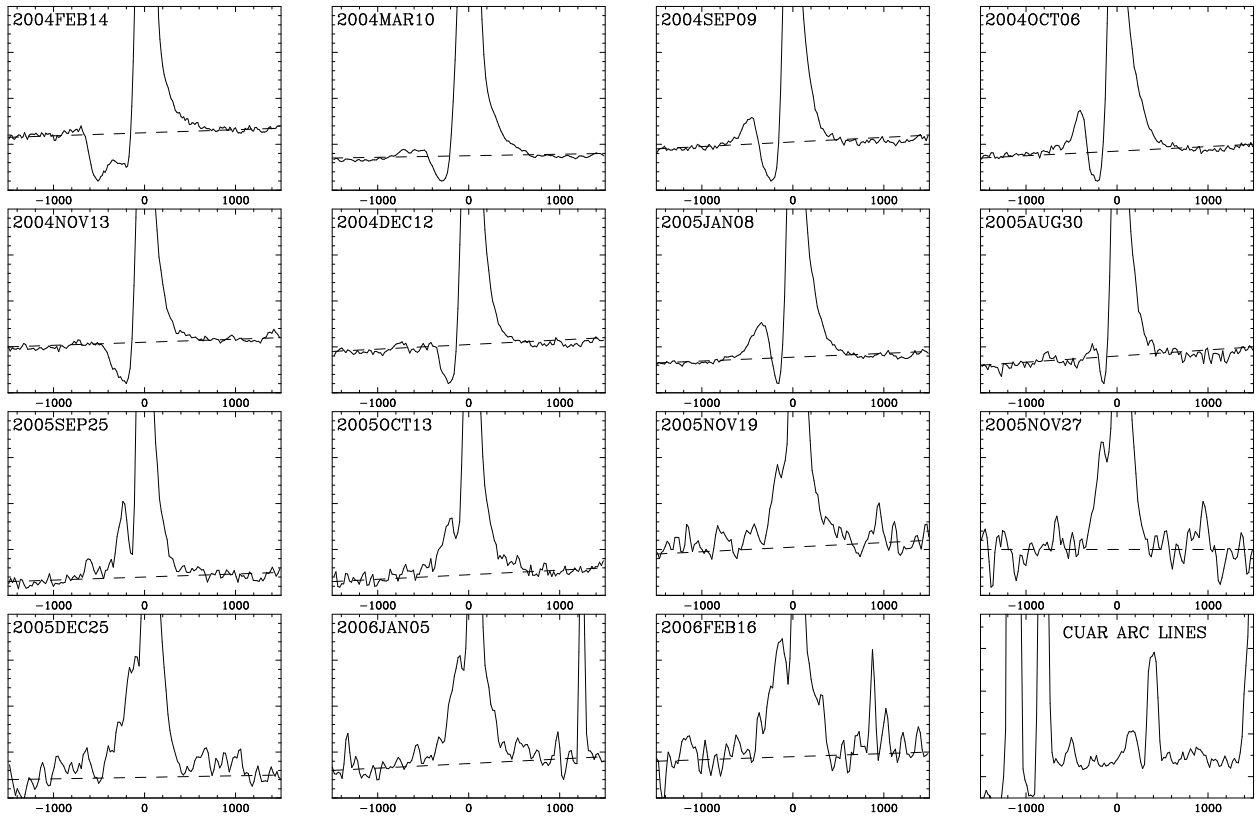 2004FEB14 2004MAR10 2004SEP09 2004OCT06
-1000 0 1000 -1000 0 1000 -1000 0 1000 -1000 0 1000
2004NOV13 2004DEC12 2005JAN08 2005AUG30
-1000 0 1000 -1000 0 1000 -1000 0 1000 -1000 0 1000
2005SEP25 2005OCT13 2005NOV19 2005NOV27
-1000 0 1000 -1000 0 1000 -1000 0 1000 -1000 0 1000
2005DEC25 2006JAN05 2006FEB16 CUAR ARC LINES
-1000 0 1000 -1000 0 1000 -1000 0 1000 -1000 0 1000